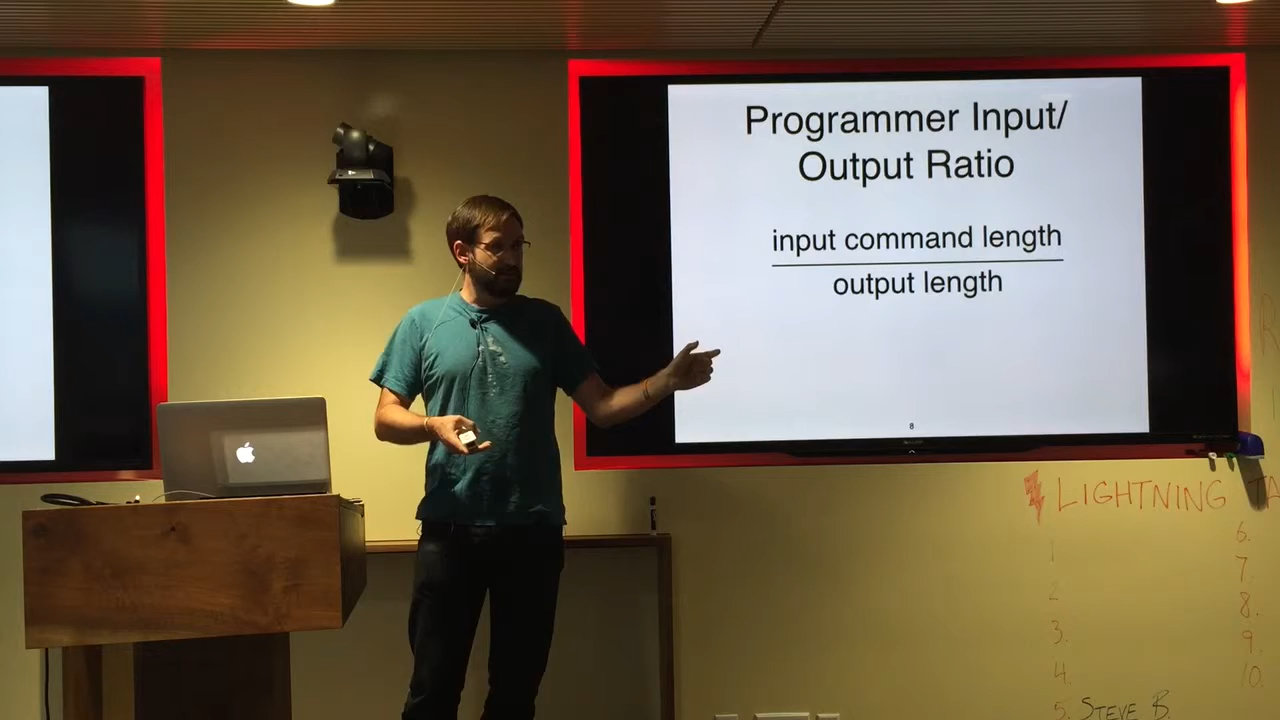 Programmer Input/
Output Ratio
input command length
output length
8
LIGHTNING
1
2
3.
4.
5. STEVE B.
6.
7.
8.
9.
10.